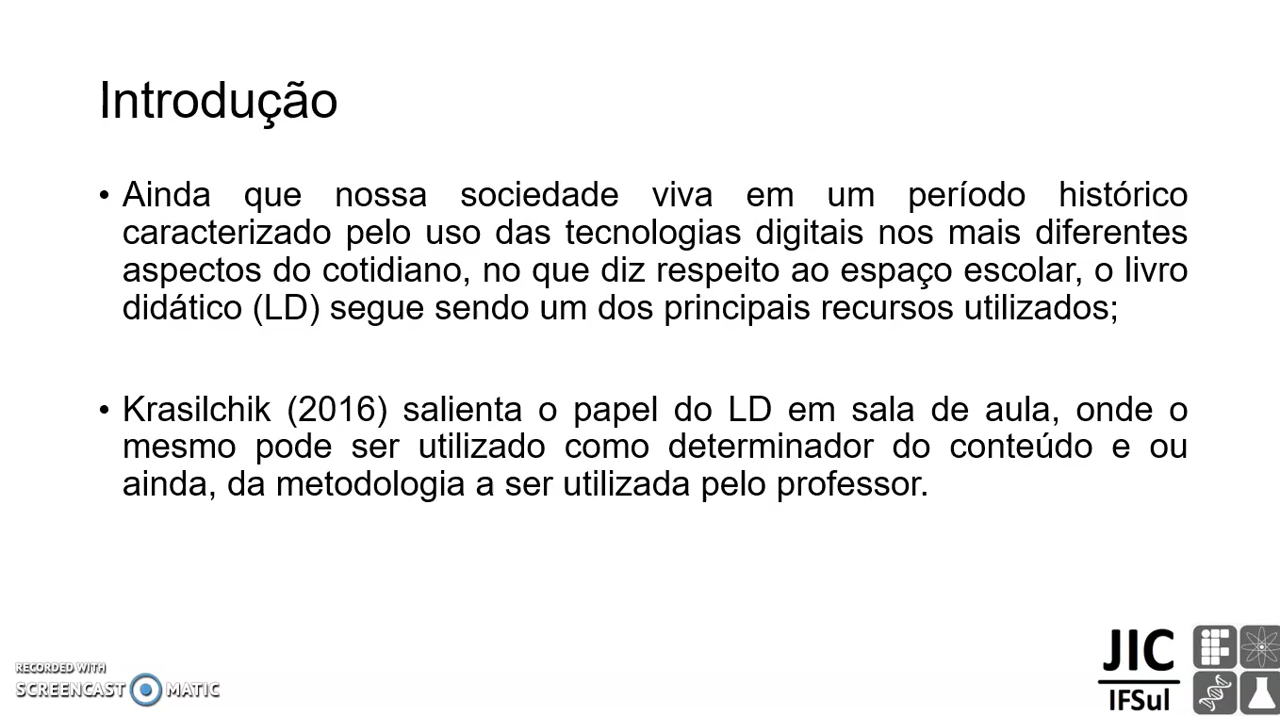 Introdução
• Ainda que nossa sociedade viva em um período histórico
caracterizado pelo uso das tecnologias digitais nos mais diferentes
aspectos do cotidiano, no que diz respeito ao espaço escolar, o livro
didático (LD) segue sendo um dos principais recursos utilizados;
• Krasilchik (2016) salienta o papel do LD em sala de aula, onde o
mesmo pode ser utilizado como determinador do conteúdo e ou
ainda, da metodologia a ser utilizada pelo professor.
RECORDED WITH
SCREENCAST MATIC
JIC
IFSul